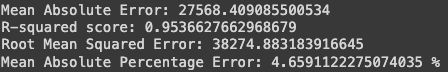 Mean Absolute Error: 27568.409085500534
R-squared score: 0.9536627662968679
Root Mean Squared Error: 38274.883183916645
Mean Absolute Percentage Error: 4.6591122275074035 %